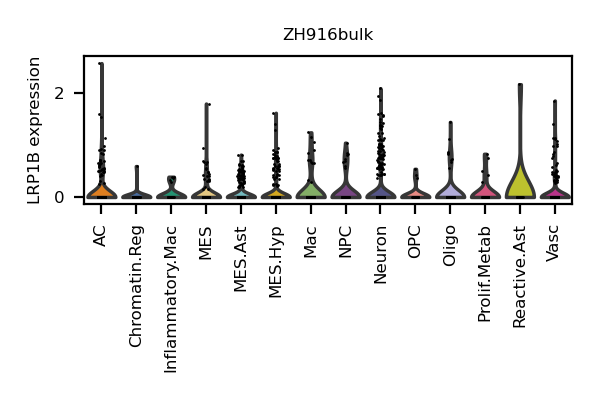 ZH916bulk
LRP1B expression
2
0
AC
Chromatin.Reg
Inflammatory.Mac
MES
MES.Ast
MES.Hyp
Mac
NPC
Neuron
OPC
Oligo
Prolif.Metab
Reactive.Ast
Vasc